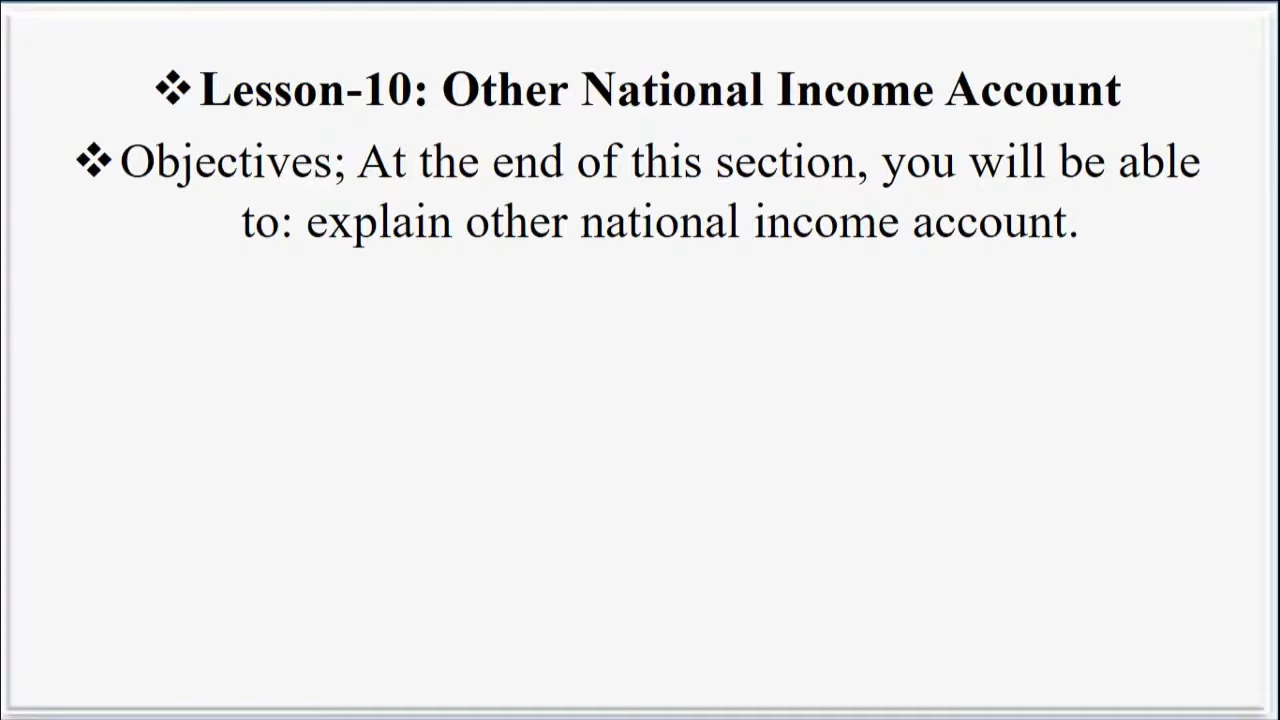 ❖Lesson-10: Other National Income Account
❖Objectives; At the end of this section, you will be able
to: explain other national income account.